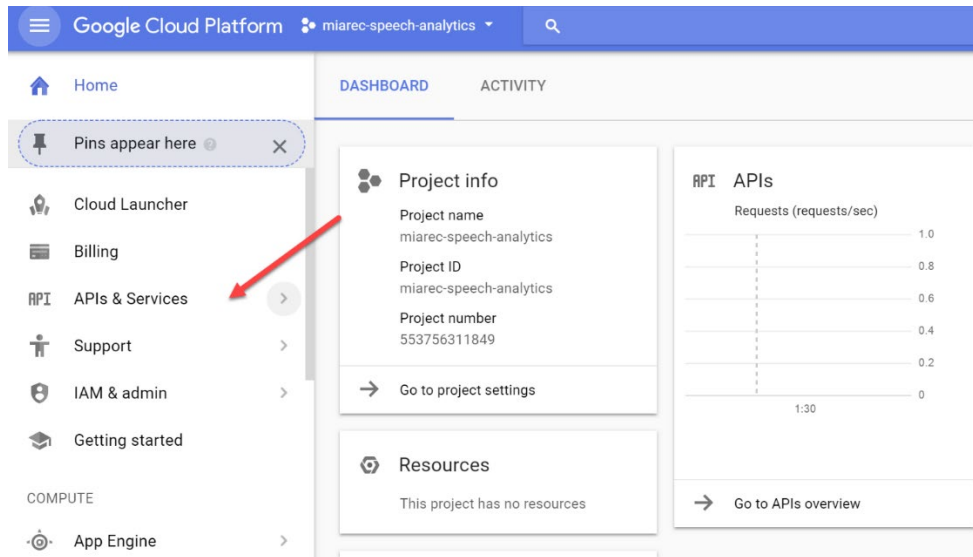 Google Cloud Platform miarec-speech-analytics
Home
Pins appear here
Cloud Launcher
Billing
API APIs & Services
Support
IAM & admin
Getting started
COMPUTE
App Engine
DASHBOARD ACTIVITY
Project info
Project name
miarec-speech-analytics
Project ID
miarec-speech-analytics
Project number
553756311849
Go to project settings
Resources
This project has no resources
API APIs
Requests (requests/sec)
1.0
0.8
0.6
0.4
0.2
0
1:30
Go to APIs overview